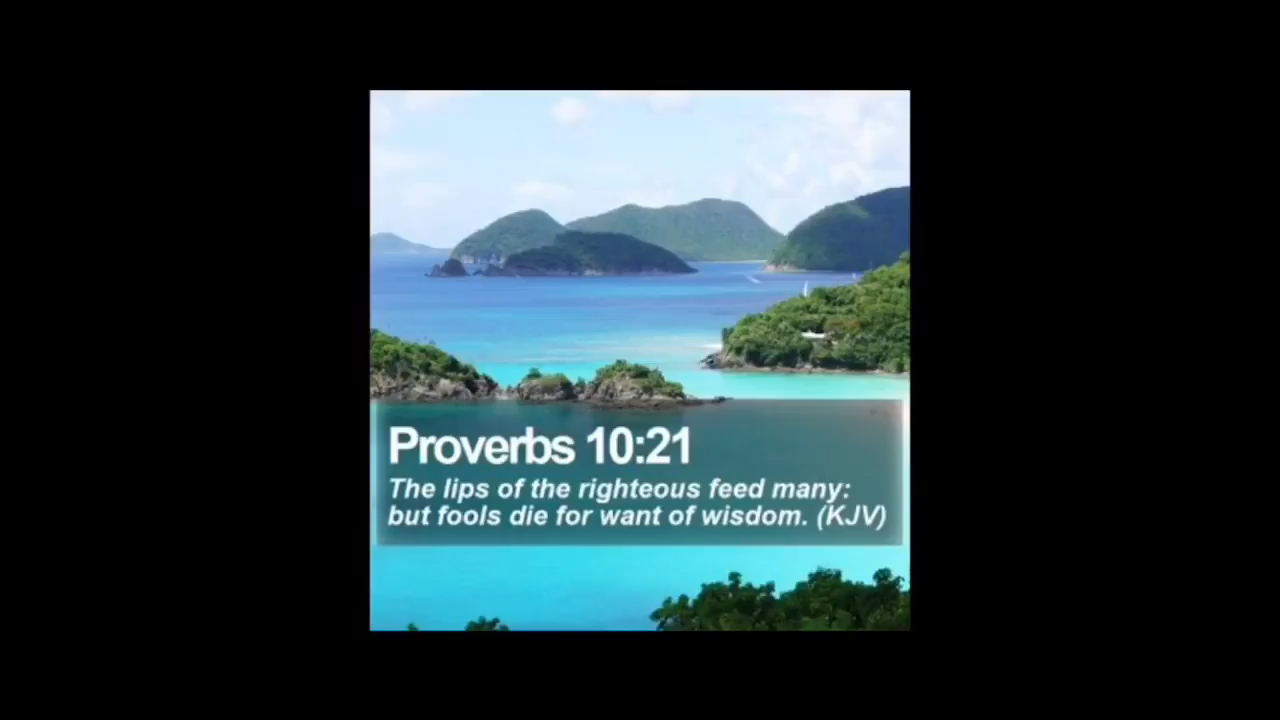 Proverbs 10:21
The lips of the righteous feed many:
but fools die for want of wisdom. (KJV)